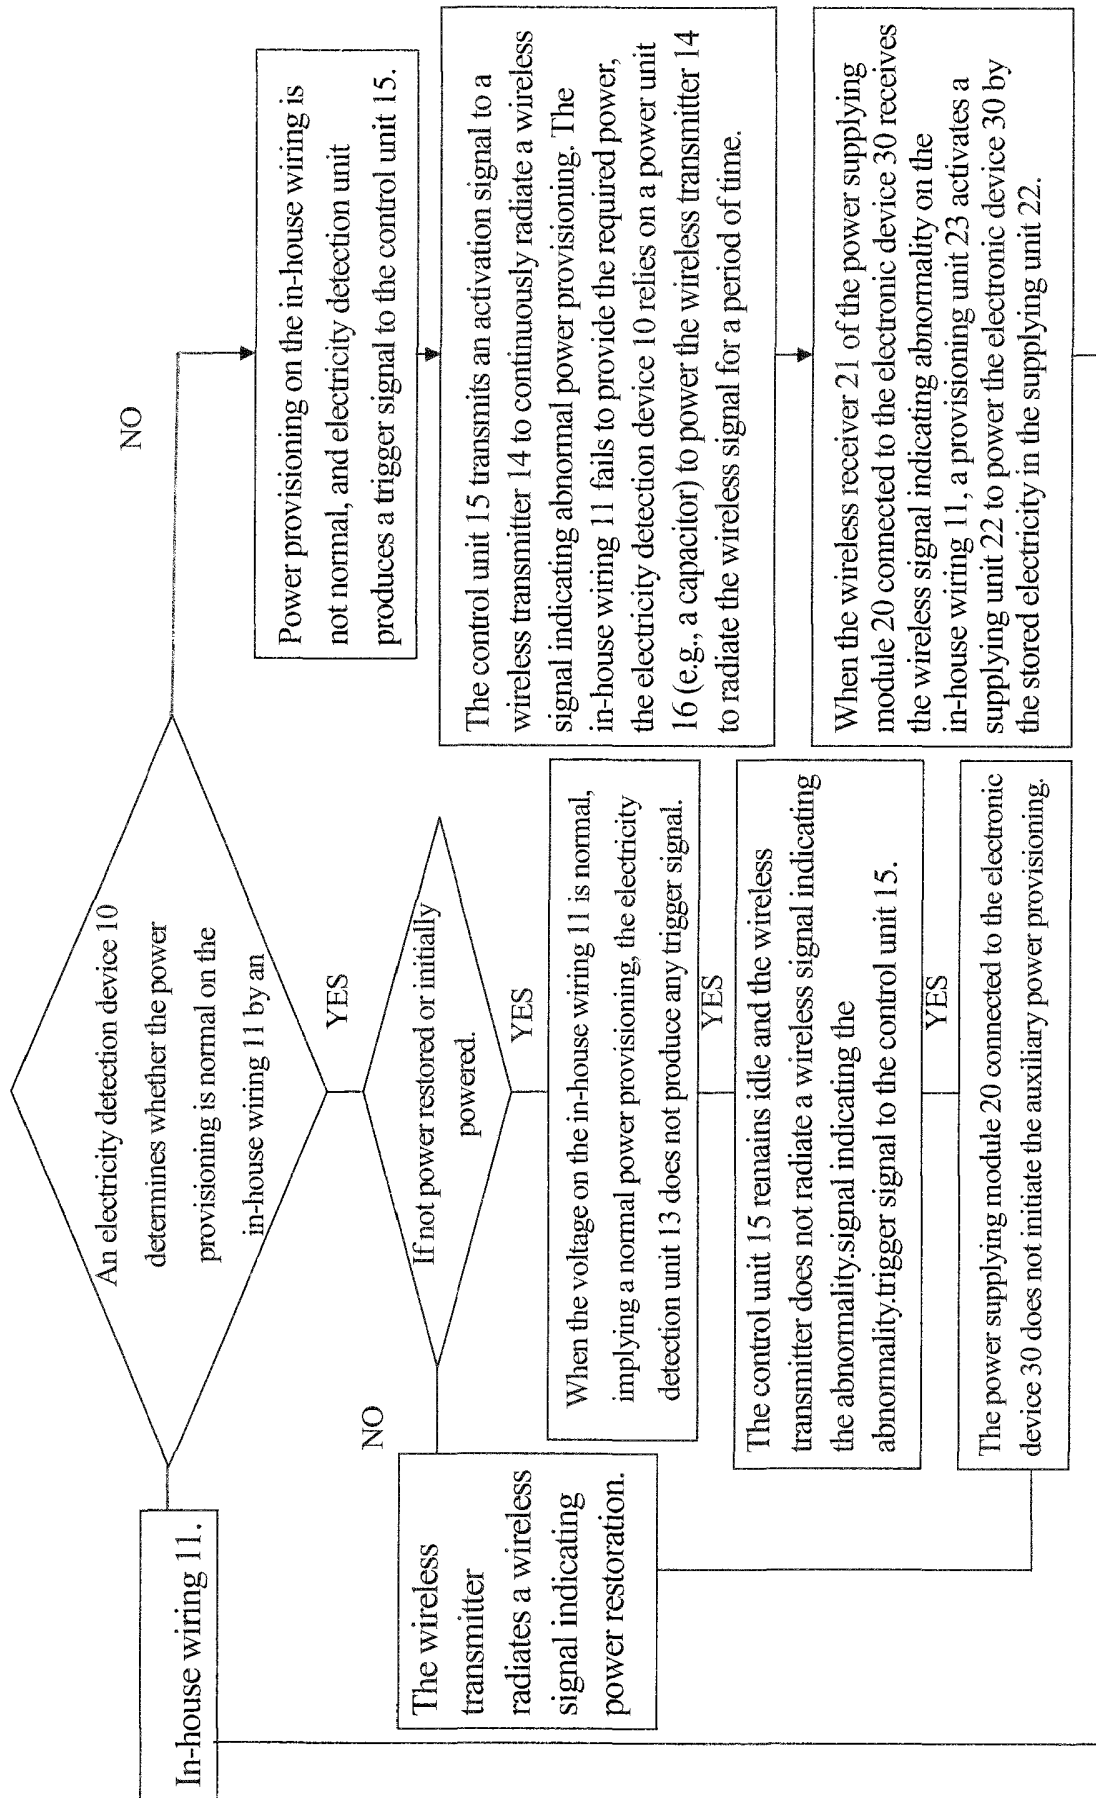 In-house wiring 11.
An electricity detection device 10
determines whether the power
provisioning is normal on the
in-house wiring 11 by an
NO
Power provisioning on the in-house wiring is
not normal, and electricity detection unit
produces a trigger signal to the control unit 15.
The control unit 15 transmits an activation signal to a
wireless transmitter 14 to continuously radiate a wireless
signal indicating abnormal power provisioning. The
in-house wiring 11 fails to provide the required power,
the electricity detection device 10 relies on a power unit
16 (e.g., a capacitor) to power the wireless transmitter 14
to radiate the wireless signal for a period of time.
When the wireless receiver 21 of the power supplying
module 20 connected to the electronic device 30 receives
the wireless signal indicating abnormality on the
in-house wiring 11, a provisioning unit 23 activates a
supplying unit 22 to power the electronic device 30 by
the stored electricity in the supplying unit 22.
YES
If not power restored or initially
powered.
NO
The wireless
transmitter
radiates a wireless
signal indicating
power restoration.
YES
When the voltage on the in-house wiring 11 is normal,
implying a normal power provisioning, the electricity
detection unit 13 does not produce any trigger signal.
YES
The control unit 15 remains idle and the wireless
transmitter does not radiate a wireless signal indicating
the abnormality.signal indicating the
abnormality.trigger signal to the control unit 15.
YES
The power supplying module 20 connected to the electronic
device 30 does not initiate the auxiliary power provisioning.